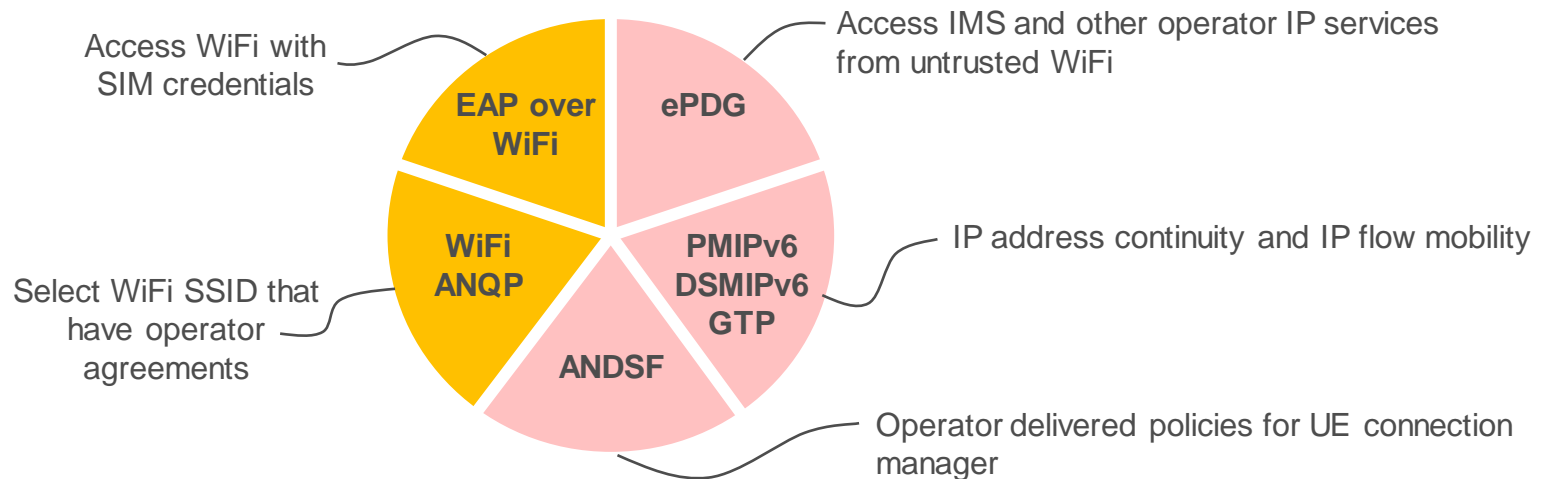 Access WiFi with
SIM credentials
EAP over
WiFi
ePDG
Access IMS and other operator IP services
from untrusted WiFi
WiFi
ANQP
PMIPv6
DSMIPv6
GTP
IP address continuity and IP flow mobility
Select WiFi SSID that
have operator
agreements
ANDSF
Operator delivered policies for UE connection
manager